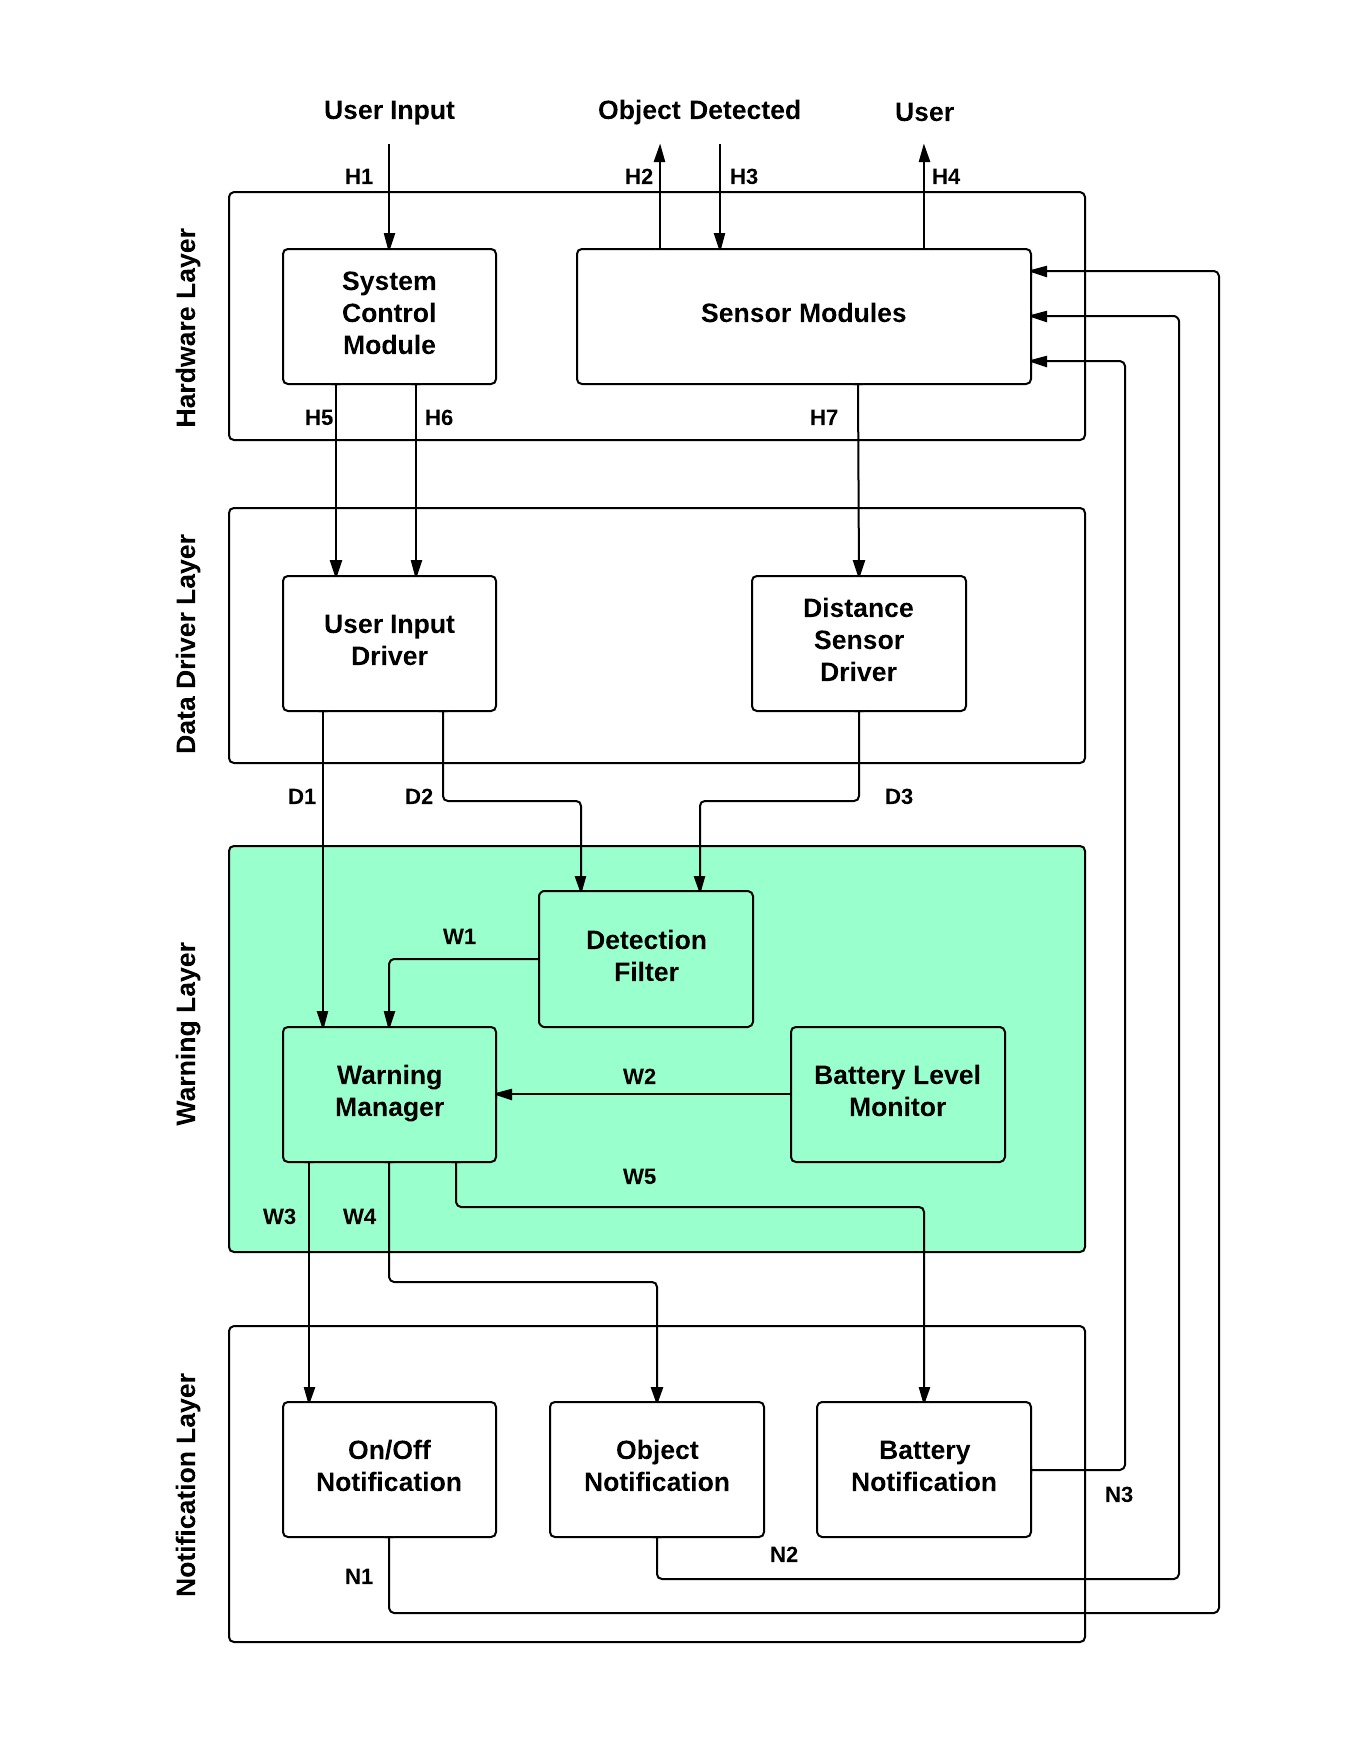 User Input
Object Detected
User
H1
H2
H3
H4
Hardware Layer
System
Control
Module
Sensor Modules
H5
H6
H7
Data Driver Layer
User Input
Driver
Distance
Sensor
Driver
D1
D2
D3
Warning Layer
Detection
Filter
W1
Warning
Manager
W2
Battery Level
Monitor
W5
W3
W4
Notification Layer
On/Off
Notification
Object
Notification
Battery
Notification
N3
N2
N1